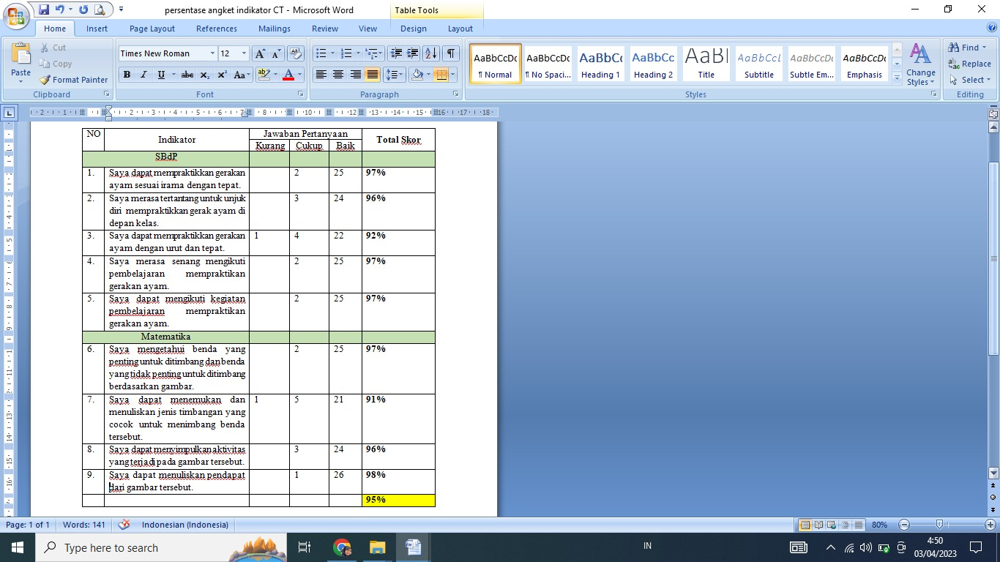 persentase angket indikator CT - Microsoft Word
Table Tools
Home Insert Page Layout References Mailings Review View Design Layout
Paste
Cut
Copy
Format Painter
Clipboard
Times New Roman 12
Font
Paragraph
AaBbCcDc AaBbCcDc AaBbCc AaBbCc AaBl AaBbCcL AaBbCcDc AaBbCcDc
¶ Normal ¶ No Spaci... Heading 1 Heading 2 Title Subtitle Subtle Em... Emphasis
Change Styles
Styles
Find
Replace
Select
Editing
NO Indikator Jawaban Pertanyaan Total Skor
Kurang Cukup Baik
SBdP
1. Saya dapat mempraktikkan gerakan 2 25 97%
ayam sesuai irama dengan tepat.
2. Saya merasa tertantang untuk unjuk 3 24 96%
diri mempraktikkan gerak ayam di
depan kelas.
3. Saya dapat mempraktikkan gerakan 1 4 22 92%
ayam dengan urut dan tepat.
4. Saya merasa senang mengikuti 2 25 97%
pembelajaran mempraktikan
gerakan ayam.
5. Saya dapat mengikuti kegiatan 2 25 97%
pembelajaran mempraktikan
gerakan ayam.
Matematika
6. Saya mengetahui benda yang 2 25 97%
penting untuk ditimbang dan benda
yang tidak penting untuk ditimbang
berdasarkan gambar.
7. Saya dapat menemukan dan 1 5 21 91%
menuliskan jenis timbangan yang
cocok untuk menimbang benda
tersebut.
8. Saya dapat menyimpulkan aktivitas 3 24 96%
yang terjadi pada gambar tersebut.
9. Saya dapat menuliskan pendapat 1 26 98%
dari gambar tersebut.
95%
Page: 1 of 1 Words: 141 Indonesian (Indonesia) 80%
Type here to search
IN
4:50
03/04/2023